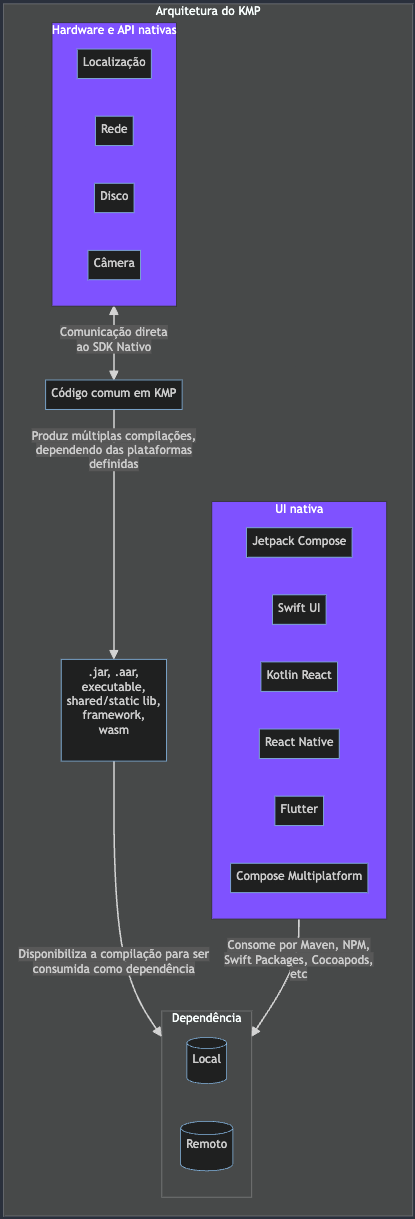 Arquitetura do KMP
Hardware e API nativas
Localização
Rede
Disco
Câmera
Comunicação direta
ao SDK Nativo
Código comum em KMP
Produz múltiplas compilações,
dependendo das plataformas
definidas
UI nativa
Jetpack Compose
Swift UI
Kotlin React
React Native
Flutter
Compose Multiplatform
.jar, .aar,
executable,
shared/static lib,
framework,
wasm
Disponibiliza a compilação para ser
consumida como dependência
Consome por Maven, NPM,
Swift Packages, Cocoapods,
etc
Dependência
Local
Remoto